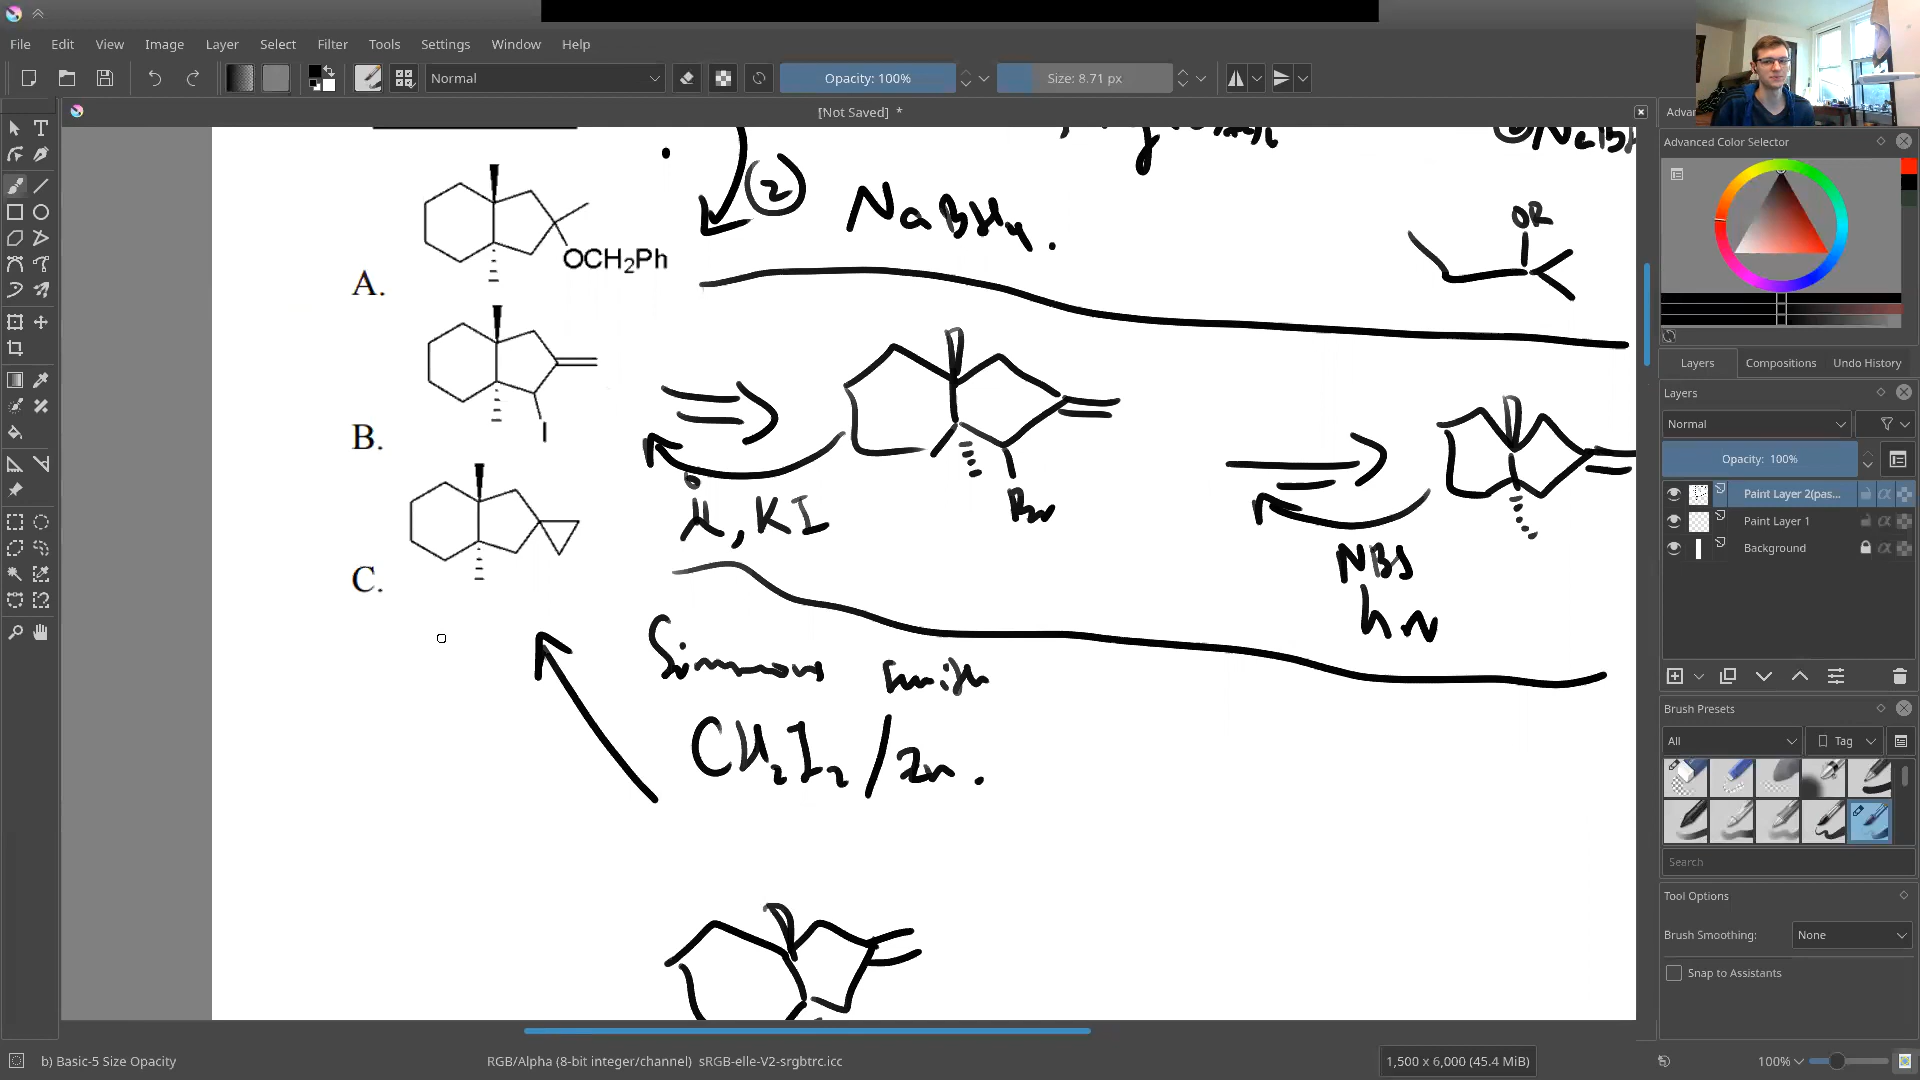 File Edit View Image Layer Select Filter Tools Settings Window Help
Normal
Opacity: 100%
Size: 8.71 px
[Not Saved] *
Advan
Advanced Color Selector
② NaBH4.
OR
OCH2Ph
A.
B.
I
Br
KI
NBS
hν
C.
Simmons Smith
CH2I2/Zn.
Layers Compositions Undo History
Layers
Normal
Opacity: 100%
Paint Layer 2(pas...
Paint Layer 1
Background
Brush Presets
All
Tag
Search
Tool Options
Brush Smoothing: None
Snap to Assistants
b) Basic-5 Size Opacity
RGB/Alpha (8-bit integer/channel) sRGB-elle-V2-srgbtrc.icc
1,500 x 6,000 (45.4 MiB)
100%